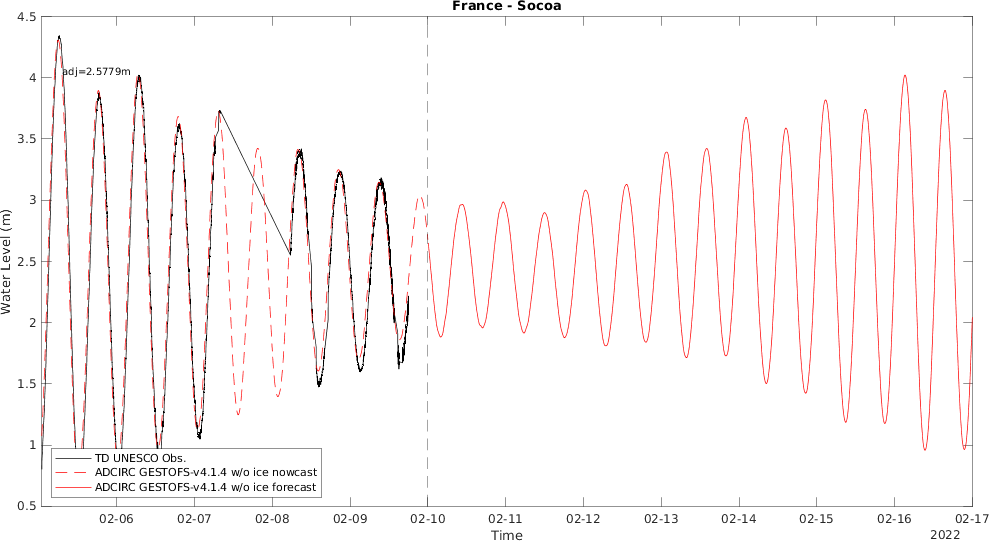 France - Socoa
4.5
4
3.5
3
2.5
2
1.5
1
0.5
Water Level (m)
adj=2.5779m
TD UNESCO Obs.
ADCIRC GESTOFS-v4.1.4 w/o ice nowcast
ADCIRC GESTOFS-v4.1.4 w/o ice forecast
02-06 02-07 02-08 02-09 02-10 02-11 02-12 02-13 02-14 02-15 02-16 02-17
Time
2022